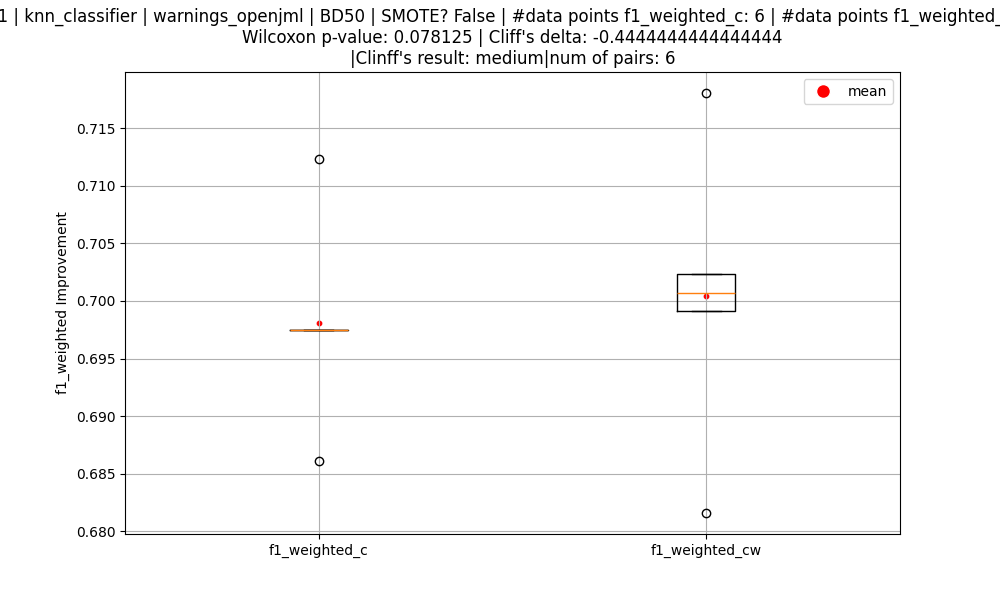 1 | knn_classifier | warnings_openjml | BD50 | SMOTE? False | #data points f1_weighted_c: 6 | #data points f1_weighted_
Wilcoxon p-value: 0.078125 | Cliff's delta: -0.4444444444444444
|Clinff's result: medium|num of pairs: 6
mean
0.715
0.710
0.705
0.700
0.695
0.690
0.685
0.680
f1_weighted Improvement
f1_weighted_c
f1_weighted_cw